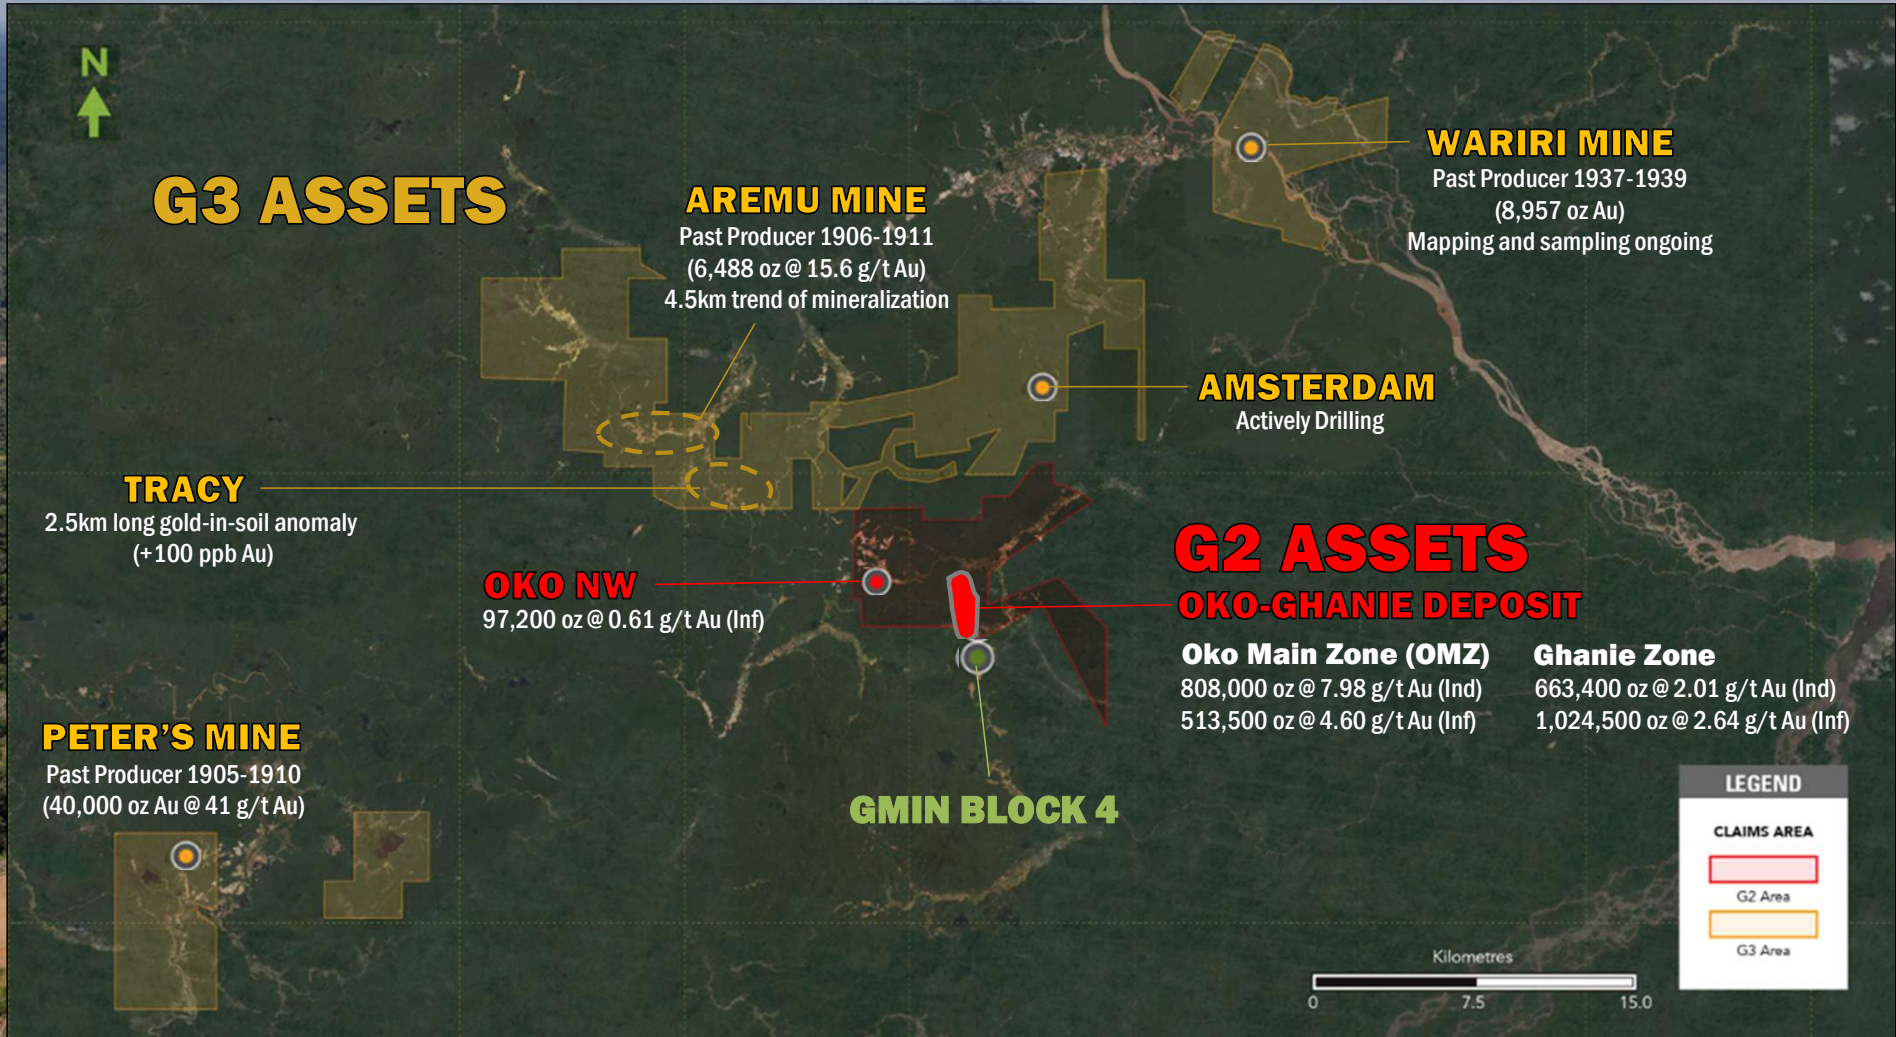 N
G3 ASSETS
AREMU MINE
Past Producer 1906-1911
(6,488 oz @ 15.6 g/t Au)
4.5km trend of mineralization
WARIRI MINE
Past Producer 1937-1939
(8,957 oz Au)
Mapping and sampling ongoing
AMSTERDAM
Actively Drilling
TRACY
2.5km long gold-in-soil anomaly
(+100 ppb Au)
OKO NW
97,200 oz @ 0.61 g/t Au (Inf)
G2 ASSETS
OKO-GHANIE DEPOSIT
Oko Main Zone (OMZ)
808,000 oz @ 7.98 g/t Au (Ind)
513,500 oz @ 4.60 g/t Au (Inf)
Ghanie Zone
663,400 oz @ 2.01 g/t Au (Ind)
1,024,500 oz @ 2.64 g/t Au (Inf)
PETER'S MINE
Past Producer 1905-1910
(40,000 oz Au @ 41 g/t Au)
GMIN BLOCK 4
LEGEND
CLAIMS AREA
G2 Area
G3 Area
Kilometres
0 7.5 15.0